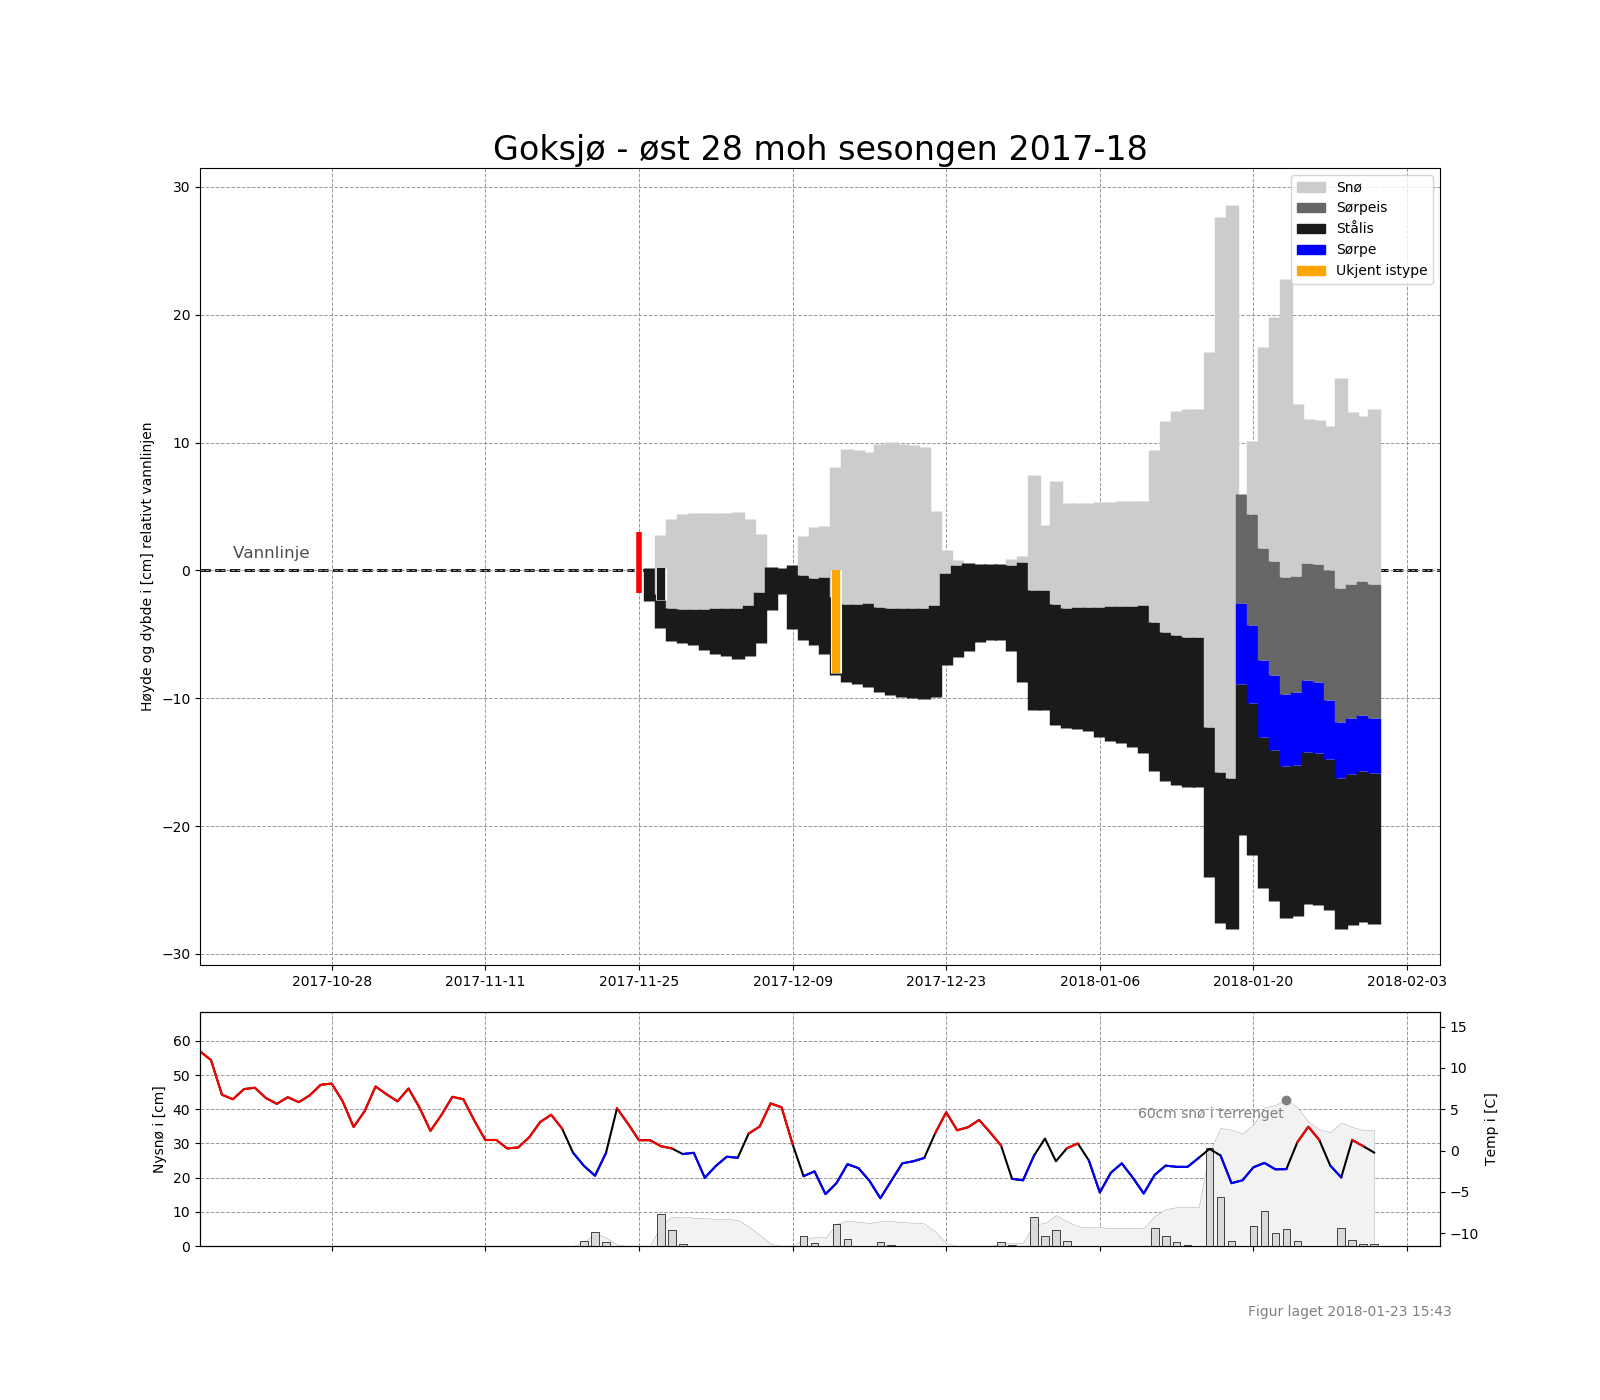 Goksjø - øst 28 moh sesongen 2017-18
Høyde og dybde i [cm] relativt vannlinjen
30
20
10
0
−10
−20
−30
Snø
Sørpeis
Stålis
Sørpe
Ukjent istype
Vannlinje
2017-10-28 2017-11-11 2017-11-25 2017-12-09 2017-12-23 2018-01-06 2018-01-20 2018-02-03
Nysnø i [cm]
60
50
40
30
20
10
0
60cm snø i terrenget
15
10
5
0
−5
−10
Temp i [C]
Figur laget 2018-01-23 15:43